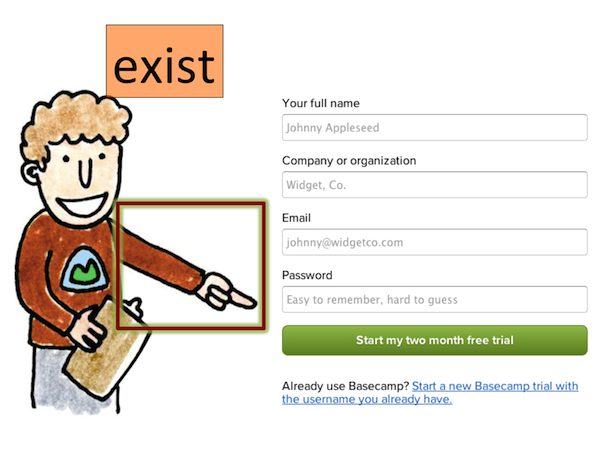 exist
Your full name
Johnny Appleseed
Company or organization
Widget, Co.
Email
johnny@widgetco.com
Password
Easy to remember, hard to guess
Start my two month free trial
Already use Basecamp? Start a new Basecamp trial with
the username you already have.